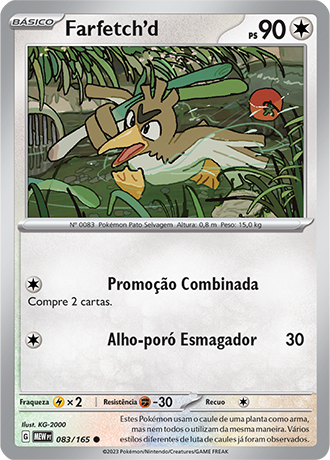 BÁSICO
Farfetch'd
PS 90
Nº 0083 Pokémon Pato Selvagem Altura: 0,8 m Peso: 15,0 kg
Promoção Combinada
Compre 2 cartas.
Alho-poró Esmagador 30
Fraqueza ×2 Resistência -30 Recuo
Ilust. KG-2000
G MEW PT 083/165
Estes Pokémon usam o caule de uma planta como arma,
mas nem todos o utilizam da mesma maneira. Vários
estilos diferentes de luta de caules já foram observados.
©2023 Pokémon/Nintendo/Creatures/GAME FREAK